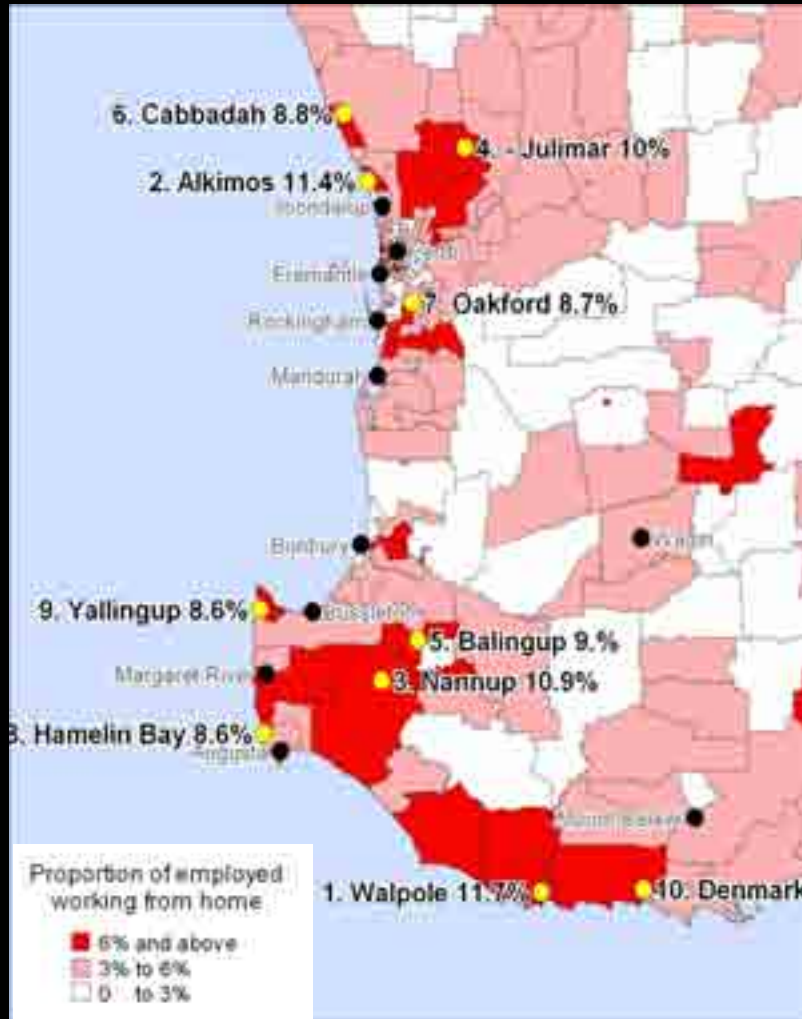 6. Cabbadah 8.8%
4. - Julimar 10%
2. Alkimos 11.4%
Joondalup
Perth
Fremantle
7 Oakford 8.7%
Rockingham
Mandurah
Bunbury
Wagin
9. Yallingup 8.6%
Busselton
5. Balingup 9.%
Margaret River
3. Nannup 10.9%
8. Hamelin Bay 8.6%
Augusta
Mount Barker
Proportion of employed
working from home
1. Walpole 11.7%
10. Denmark
6% and above
3% to 6%
0 to 3%